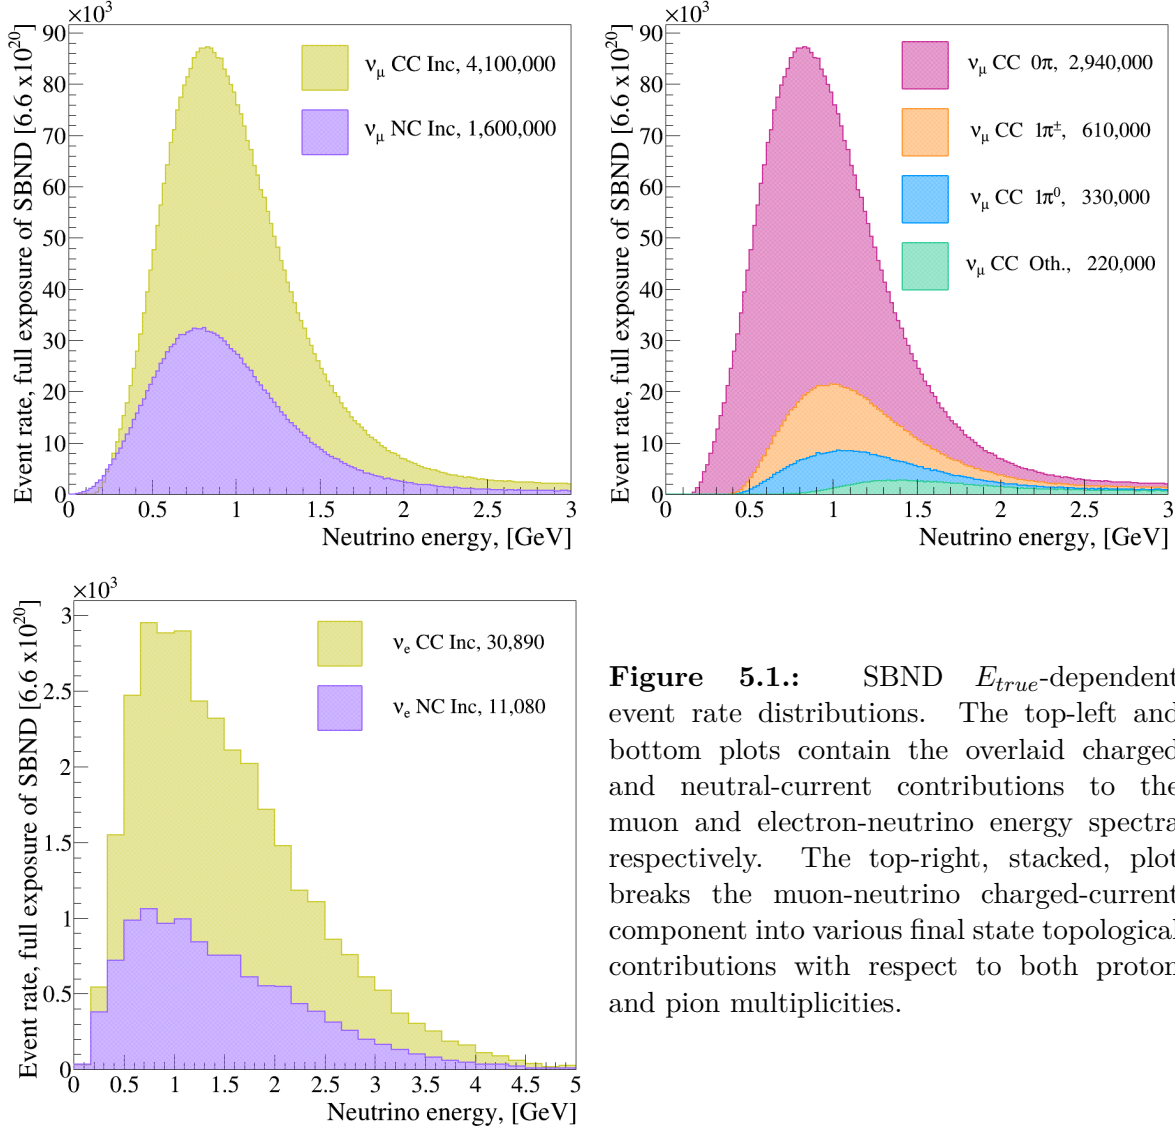 ×10³
Event rate, full exposure of SBND [6.6 x10²⁰]
90
80
70
60
50
40
30
20
10
0
ν_μ CC Inc, 4,100,000
ν_μ NC Inc, 1,600,000
0 0.5 1 1.5 2 2.5 3
Neutrino energy, [GeV]
×10³
Event rate, full exposure of SBND [6.6 x10²⁰]
90
80
70
60
50
40
30
20
10
0
ν_μ CC 0π, 2,940,000
ν_μ CC 1π±, 610,000
ν_μ CC 1π⁰, 330,000
ν_μ CC Oth., 220,000
0 0.5 1 1.5 2 2.5 3
Neutrino energy, [GeV]
×10³
Event rate, full exposure of SBND [6.6 x10²⁰]
3
2.5
2
1.5
1
0.5
0
ν_e CC Inc, 30,890
ν_e NC Inc, 11,080
0 0.5 1 1.5 2 2.5 3 3.5 4 4.5 5
Neutrino energy, [GeV]
Figure 5.1.: SBND E_true-dependent
event rate distributions. The top-left and
bottom plots contain the overlaid charged
and neutral-current contributions to the
muon and electron-neutrino energy spectra
respectively. The top-right, stacked, plot
breaks the muon-neutrino charged-current
component into various final state topological
contributions with respect to both proton
and pion multiplicities.